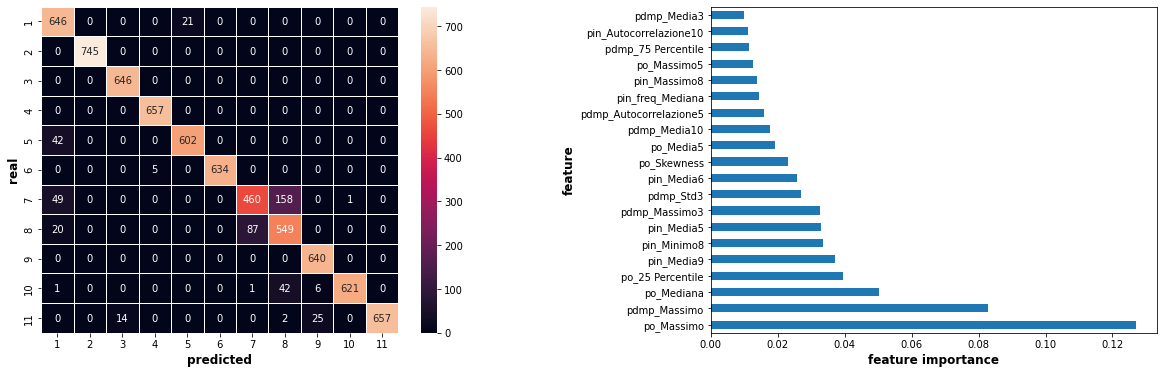 1 646 0 0 0 21 0 0 0 0 0 0
2 0 745 0 0 0 0 0 0 0 0 0
3 0 0 646 0 0 0 0 0 0 0 0
4 0 0 0 657 0 0 0 0 0 0 0
5 42 0 0 0 602 0 0 0 0 0 0
6 0 0 0 5 0 634 0 0 0 0 0
7 49 0 0 0 0 0 460 158 0 1 0
8 20 0 0 0 0 0 87 549 0 0 0
9 0 0 0 0 0 0 0 0 640 0 0
10 1 0 0 0 0 0 1 42 6 621 0
11 0 0 14 0 0 0 0 2 25 0 657
1 2 3 4 5 6 7 8 9 10 11
real
predicted
700
600
500
400
300
200
100
0
pdmp_Media3
pin_Autocorrelazione10
pdmp_75 Percentile
po_Massimo5
pin_Massimo8
pin_freq_Mediana
pdmp_Autocorrelazione5
pdmp_Media10
po_Media5
po_Skewness
pin_Media6
pdmp_Std3
pdmp_Massimo3
pin_Media5
pin_Minimo8
pin_Media9
po_25 Percentile
po_Mediana
pdmp_Massimo
po_Massimo
feature
0.00 0.02 0.04 0.06 0.08 0.10 0.12
feature importance